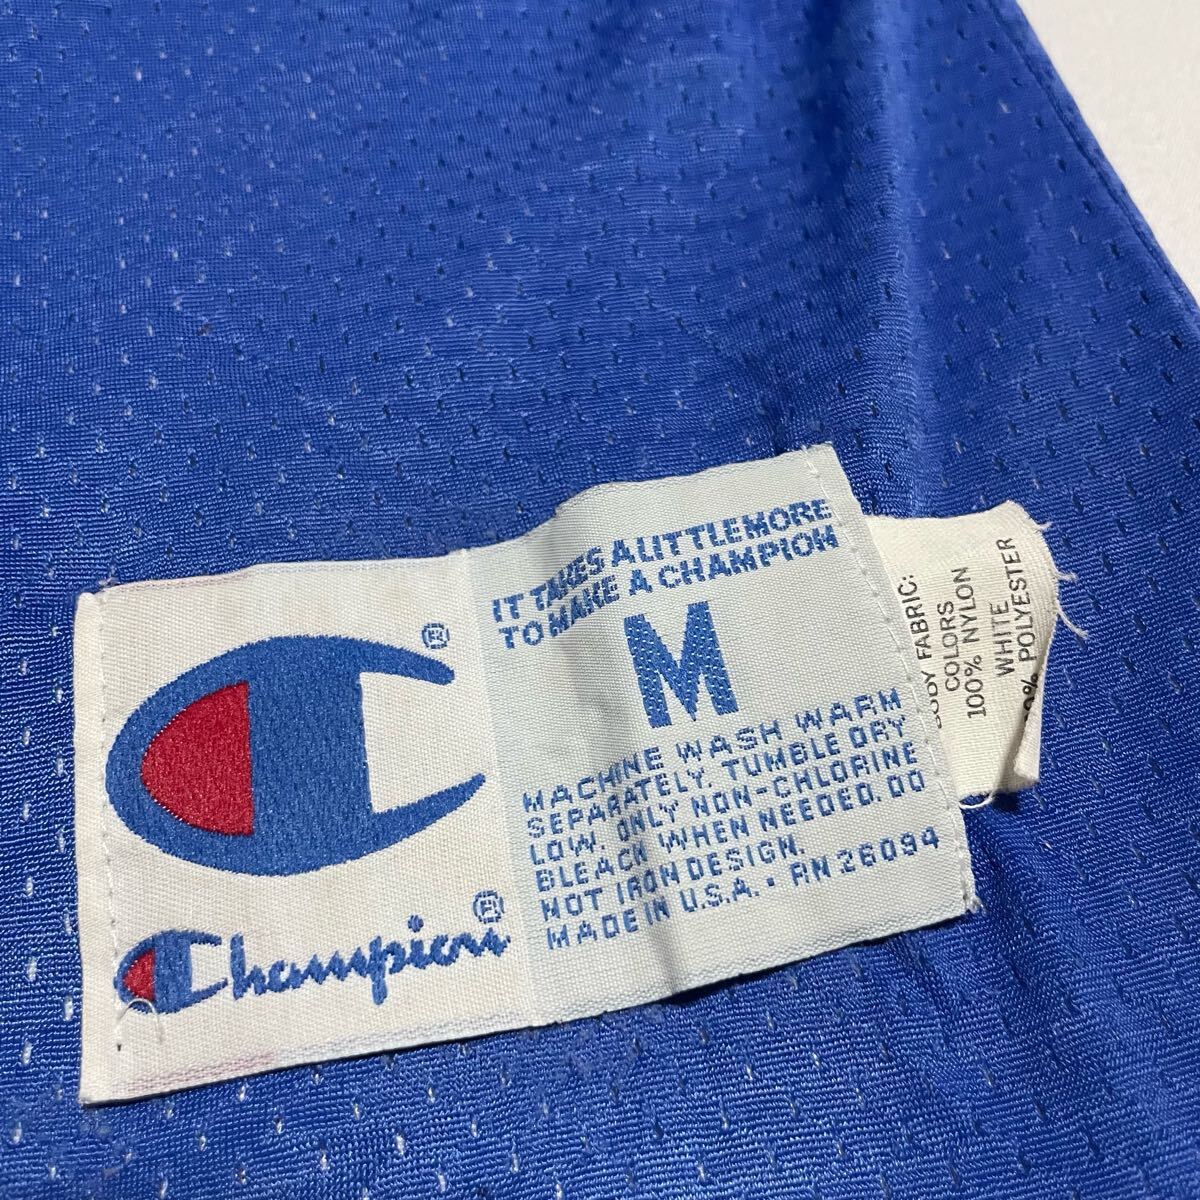 ®
Champion®
IT TAKES A LITTLE MORE
TO MAKE A CHAMPION
M
MACHINE WASH WARM
SEPARATELY. TUMBLE DRY
LOW. ONLY NON-CHLORINE
BLEACH WHEN NEEDED. DO
NOT IRON DESIGN.
MADE IN U.S.A. • RN 26094
FABRIC:
COLORS
100% NYLON
WHITE
POLYESTER